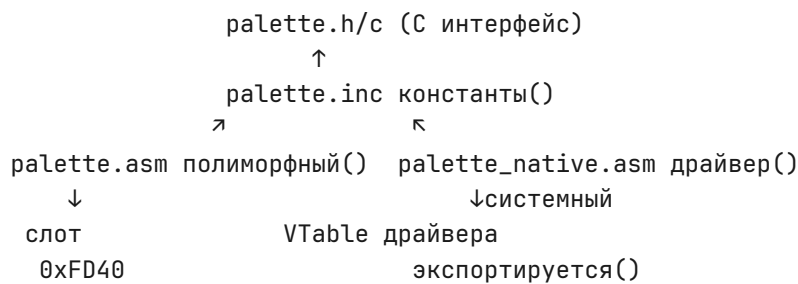 palette.h/c (C интерфейс)
↑
palette.inc константы()
↗ ↖
palette.asm полиморфный() palette_native.asm драйвер()
↓ ↓системный
слот VTable драйвера
0xFD40 экспортируется()